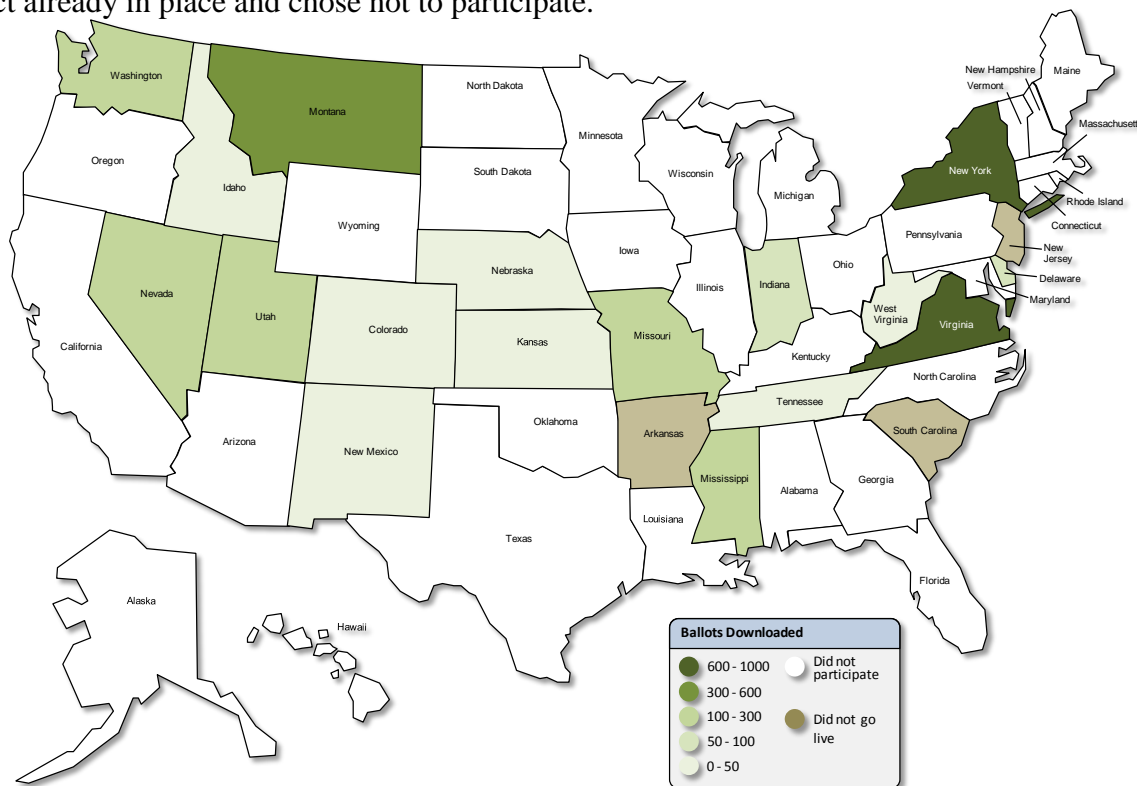 ct already in place and chose not to participate.
Washington
Montana
North Dakota
Minnesota
New Hampshire
Vermont
Maine
Massachusett
Oregon
Idaho
South Dakota
Wisconsin
Michigan
New York
Rhode Island
Connecticut
Wyoming
Iowa
Pennsylvania
New
Jersey
Nebraska
Illinois
Indiana
Ohio
Delaware
Maryland
Nevada
Utah
Colorado
Kansas
Missouri
West
Virginia
Virginia
California
Kentucky
North Carolina
Tennessee
Arizona
New Mexico
Oklahoma
Arkansas
South Carolina
Mississippi
Alabama
Georgia
Louisiana
Texas
Florida
Alaska
Hawaii
Ballots Downloaded
600 - 1000
300 - 600
100 - 300
50 - 100
0 - 50
Did not
participate
Did not go
live